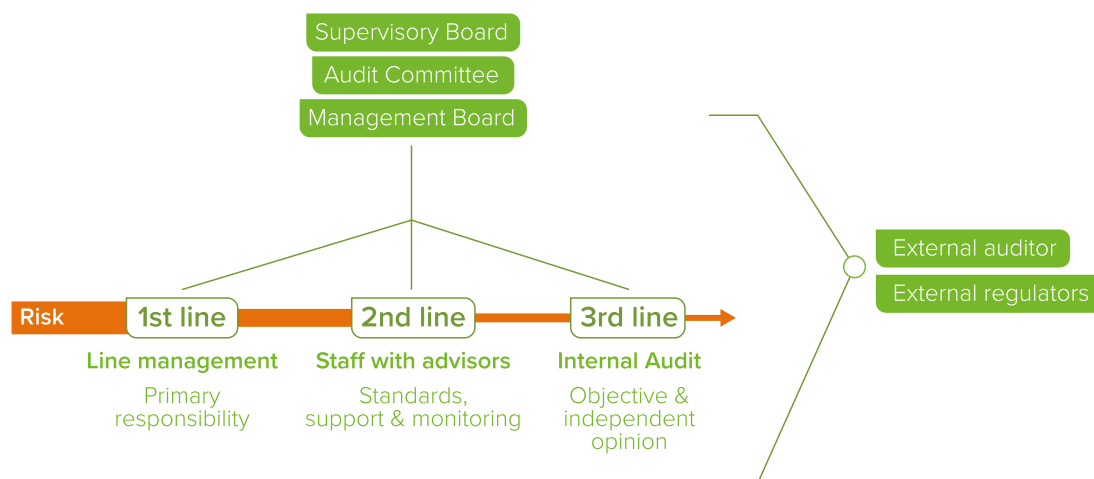 Supervisory Board
Audit Committee
Management Board
External auditor
External regulators
Risk
1st line
2nd line
3rd line
Line management
Primary
responsibility
Staff with advisors
Standards,
support & monitoring
Internal Audit
Objective &
independent
opinion